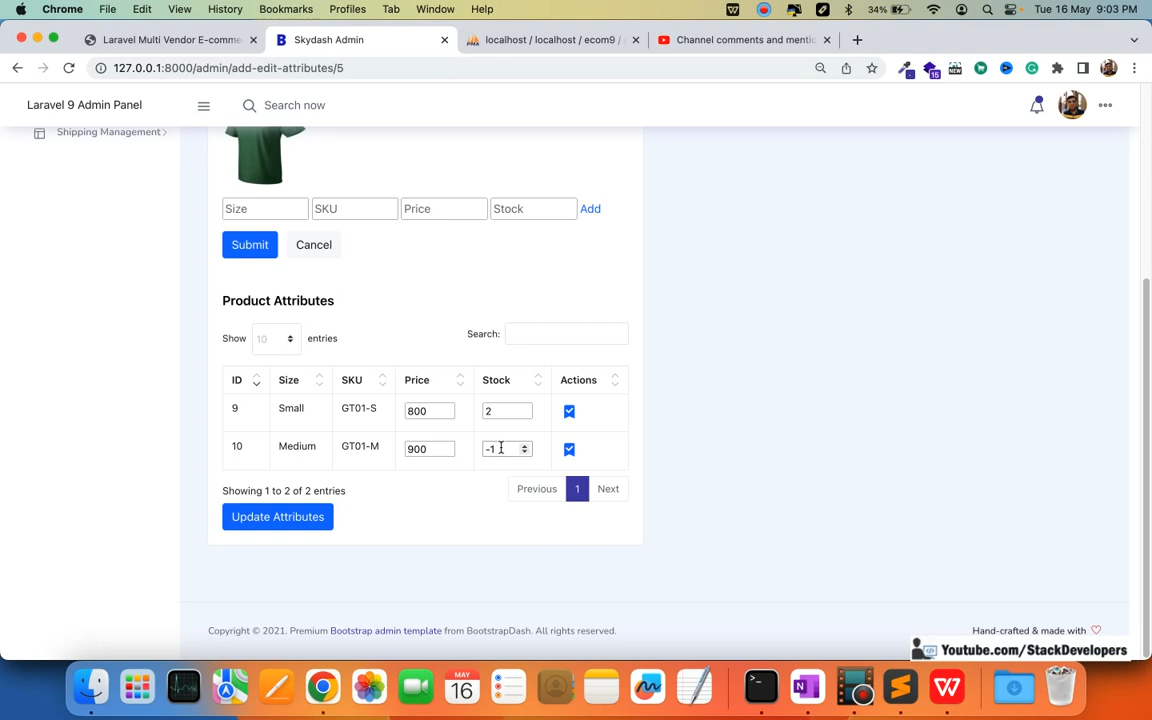 Chrome File Edit View History Bookmarks Profiles Tab Window Help 34% Tue 16 May 9:03 PM
Laravel Multi Vendor E-comme
Skydash Admin
localhost / localhost / ecom9 /
Channel comments and mentio
127.0.0.1:8000/admin/add-edit-attributes/5
NEW
15
Laravel 9 Admin Panel
Search now
Shipping Management
Size SKU Price Stock Add
Submit Cancel
Product Attributes
Show 10 entries
Search:
ID Size SKU Price Stock Actions
9 Small GT01-S 800 2
10 Medium GT01-M 900 -1
Showing 1 to 2 of 2 entries
Previous 1 Next
Update Attributes
Copyright © 2021. Premium Bootstrap admin template from BootstrapDash. All rights reserved.
Hand-crafted & made with
Youtube.com/StackDevelopers
MAY
16